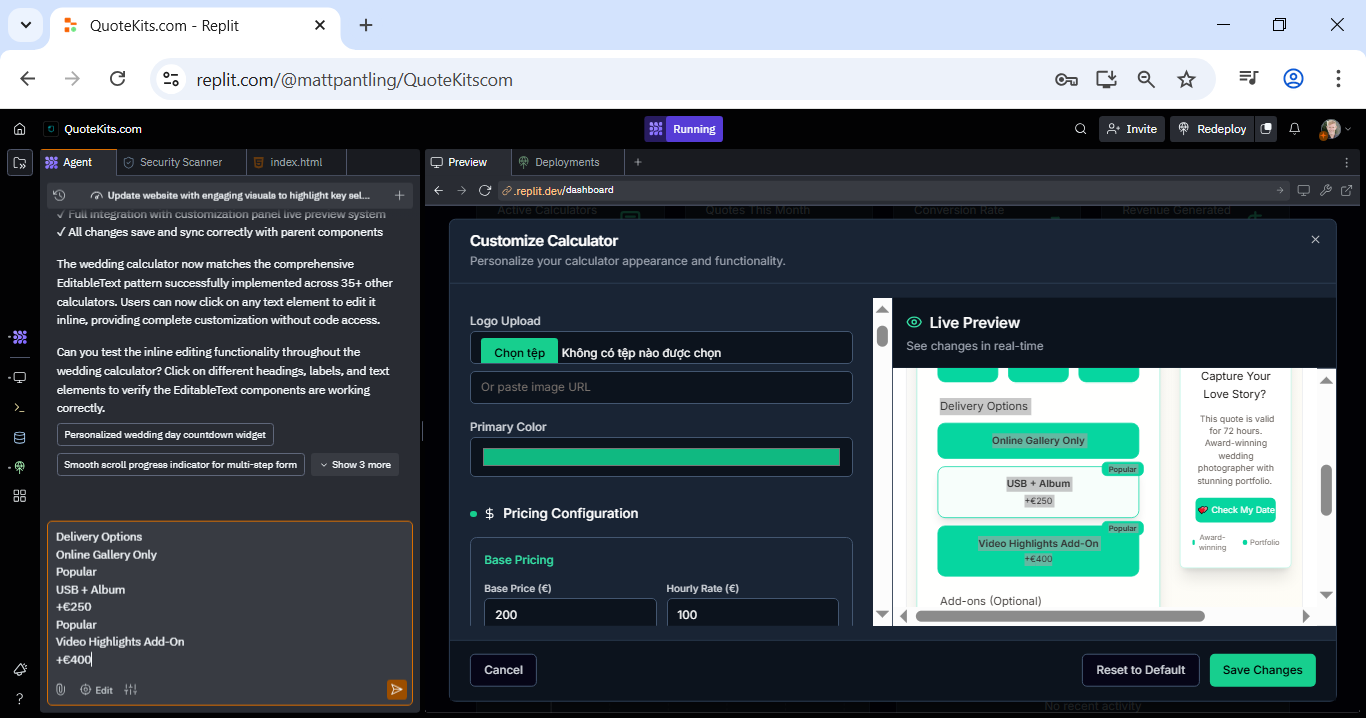 QuoteKits.com - Replit
replit.com/@mattpantling/QuoteKitscom
QuoteKits.com
Running
Invite
Redeploy
Agent
Security Scanner
index.html
Preview
Deployments
Update website with engaging visuals to highlight key sel...
.replit.dev/dashboard
✓ Full integration with customization panel live preview system
✓ All changes save and sync correctly with parent components
The wedding calculator now matches the comprehensive
EditableText pattern successfully implemented across 35+ other
calculators. Users can now click on any text element to edit it
inline, providing complete customization without code access.
Can you test the inline editing functionality throughout the
wedding calculator? Click on different headings, labels, and text
elements to verify the EditableText components are working
correctly.
Personalized wedding day countdown widget
Smooth scroll progress indicator for multi-step form
Show 3 more
Delivery Options
Online Gallery Only
Popular
USB + Album
+€250
Popular
Video Highlights Add-On
+€400
Edit
Active Calculators
Quotes This Month
Conversion Rate
Revenue Generated
Customize Calculator
Personalize your calculator appearance and functionality.
Logo Upload
Chọn tệp Không có tệp nào được chọn
Or paste image URL
Primary Color
$ Pricing Configuration
Base Pricing
Base Price (€)
Hourly Rate (€)
200
100
Live Preview
See changes in real-time
Delivery Options
Online Gallery Only
Popular
USB + Album
+€250
Popular
Video Highlights Add-On
+€400
Add-ons (Optional)
Capture Your
Love Story?
This quote is valid
for 72 hours.
Award-winning
wedding
photographer with
stunning portfolio.
Check My Date
Award-
winning
Portfolio
Cancel
Reset to Default
Save Changes
No recent activity